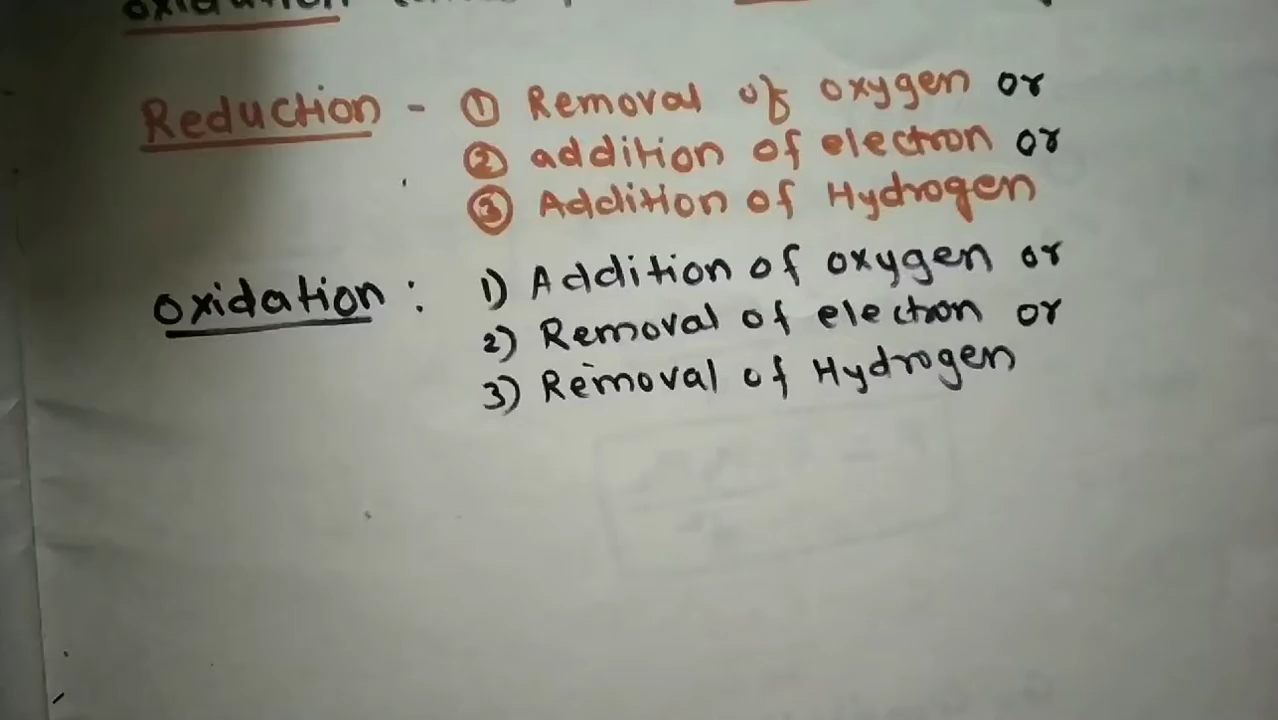 oxidation
Reduction - ① Removal of oxygen or
② addition of electron or
③ Addition of Hydrogen
oxidation : 1) Addition of oxygen or
2) Removal of electron or
3) Removal of Hydrogen